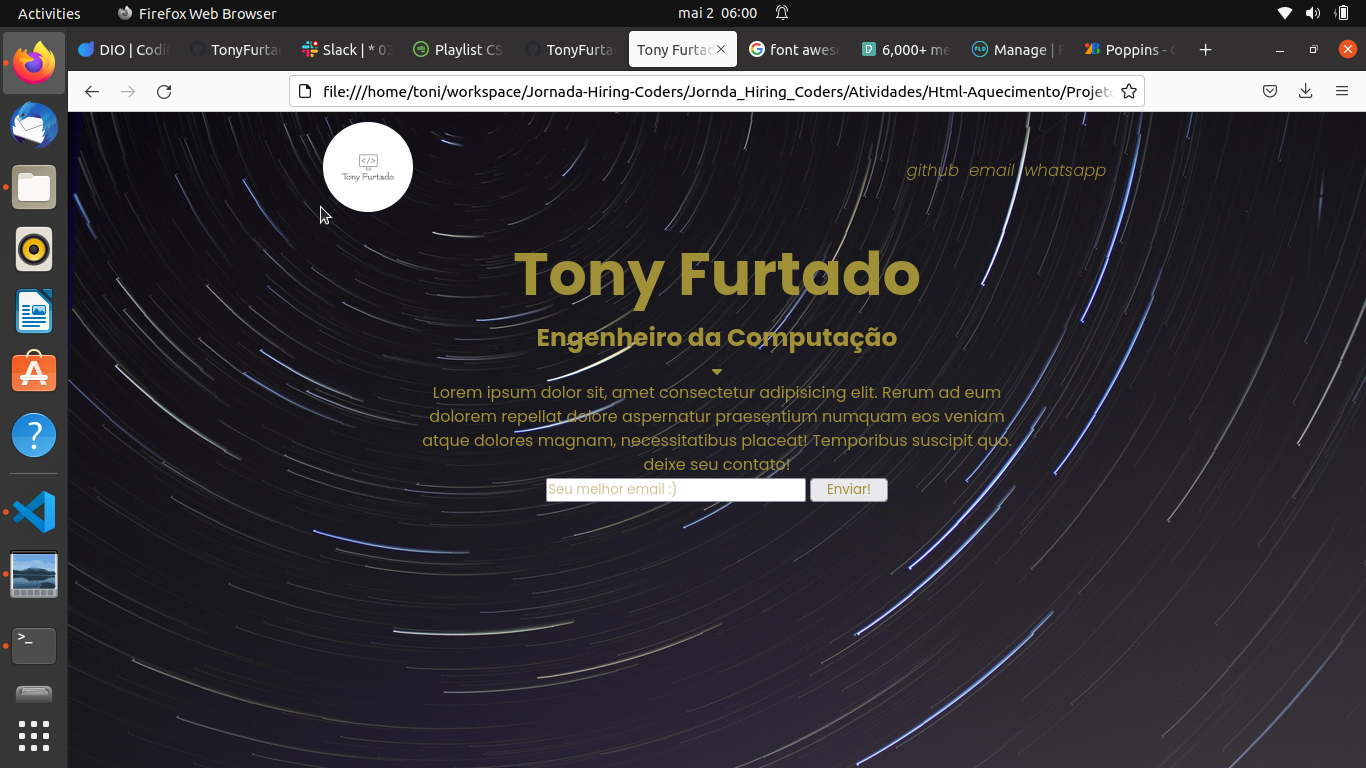 Activities
Firefox Web Browser
mai 2 06:00
DIO | Codi
TonyFurta
Slack | * 03
Playlist CS
TonyFurta
Tony Furtad
font aweso
6,000+ me
Manage | F
Poppins - G
file:///home/toni/workspace/Jornada-Hiring-Coders/Jornda_Hiring_Coders/Atividades/Html-Aquecimento/Projeto
</>
Tony Furtado
github email whatsapp
Tony Furtado
Engenheiro da Computação
Lorem ipsum dolor sit, amet consectetur adipisicing elit. Rerum ad eum
dolorem repellat dolore aspernatur praesentium numquam eos veniam
atque dolores magnam, necessitatibus placeat! Temporibus suscipit quo.
deixe seu contato!
Seu melhor email :)
Enviar!